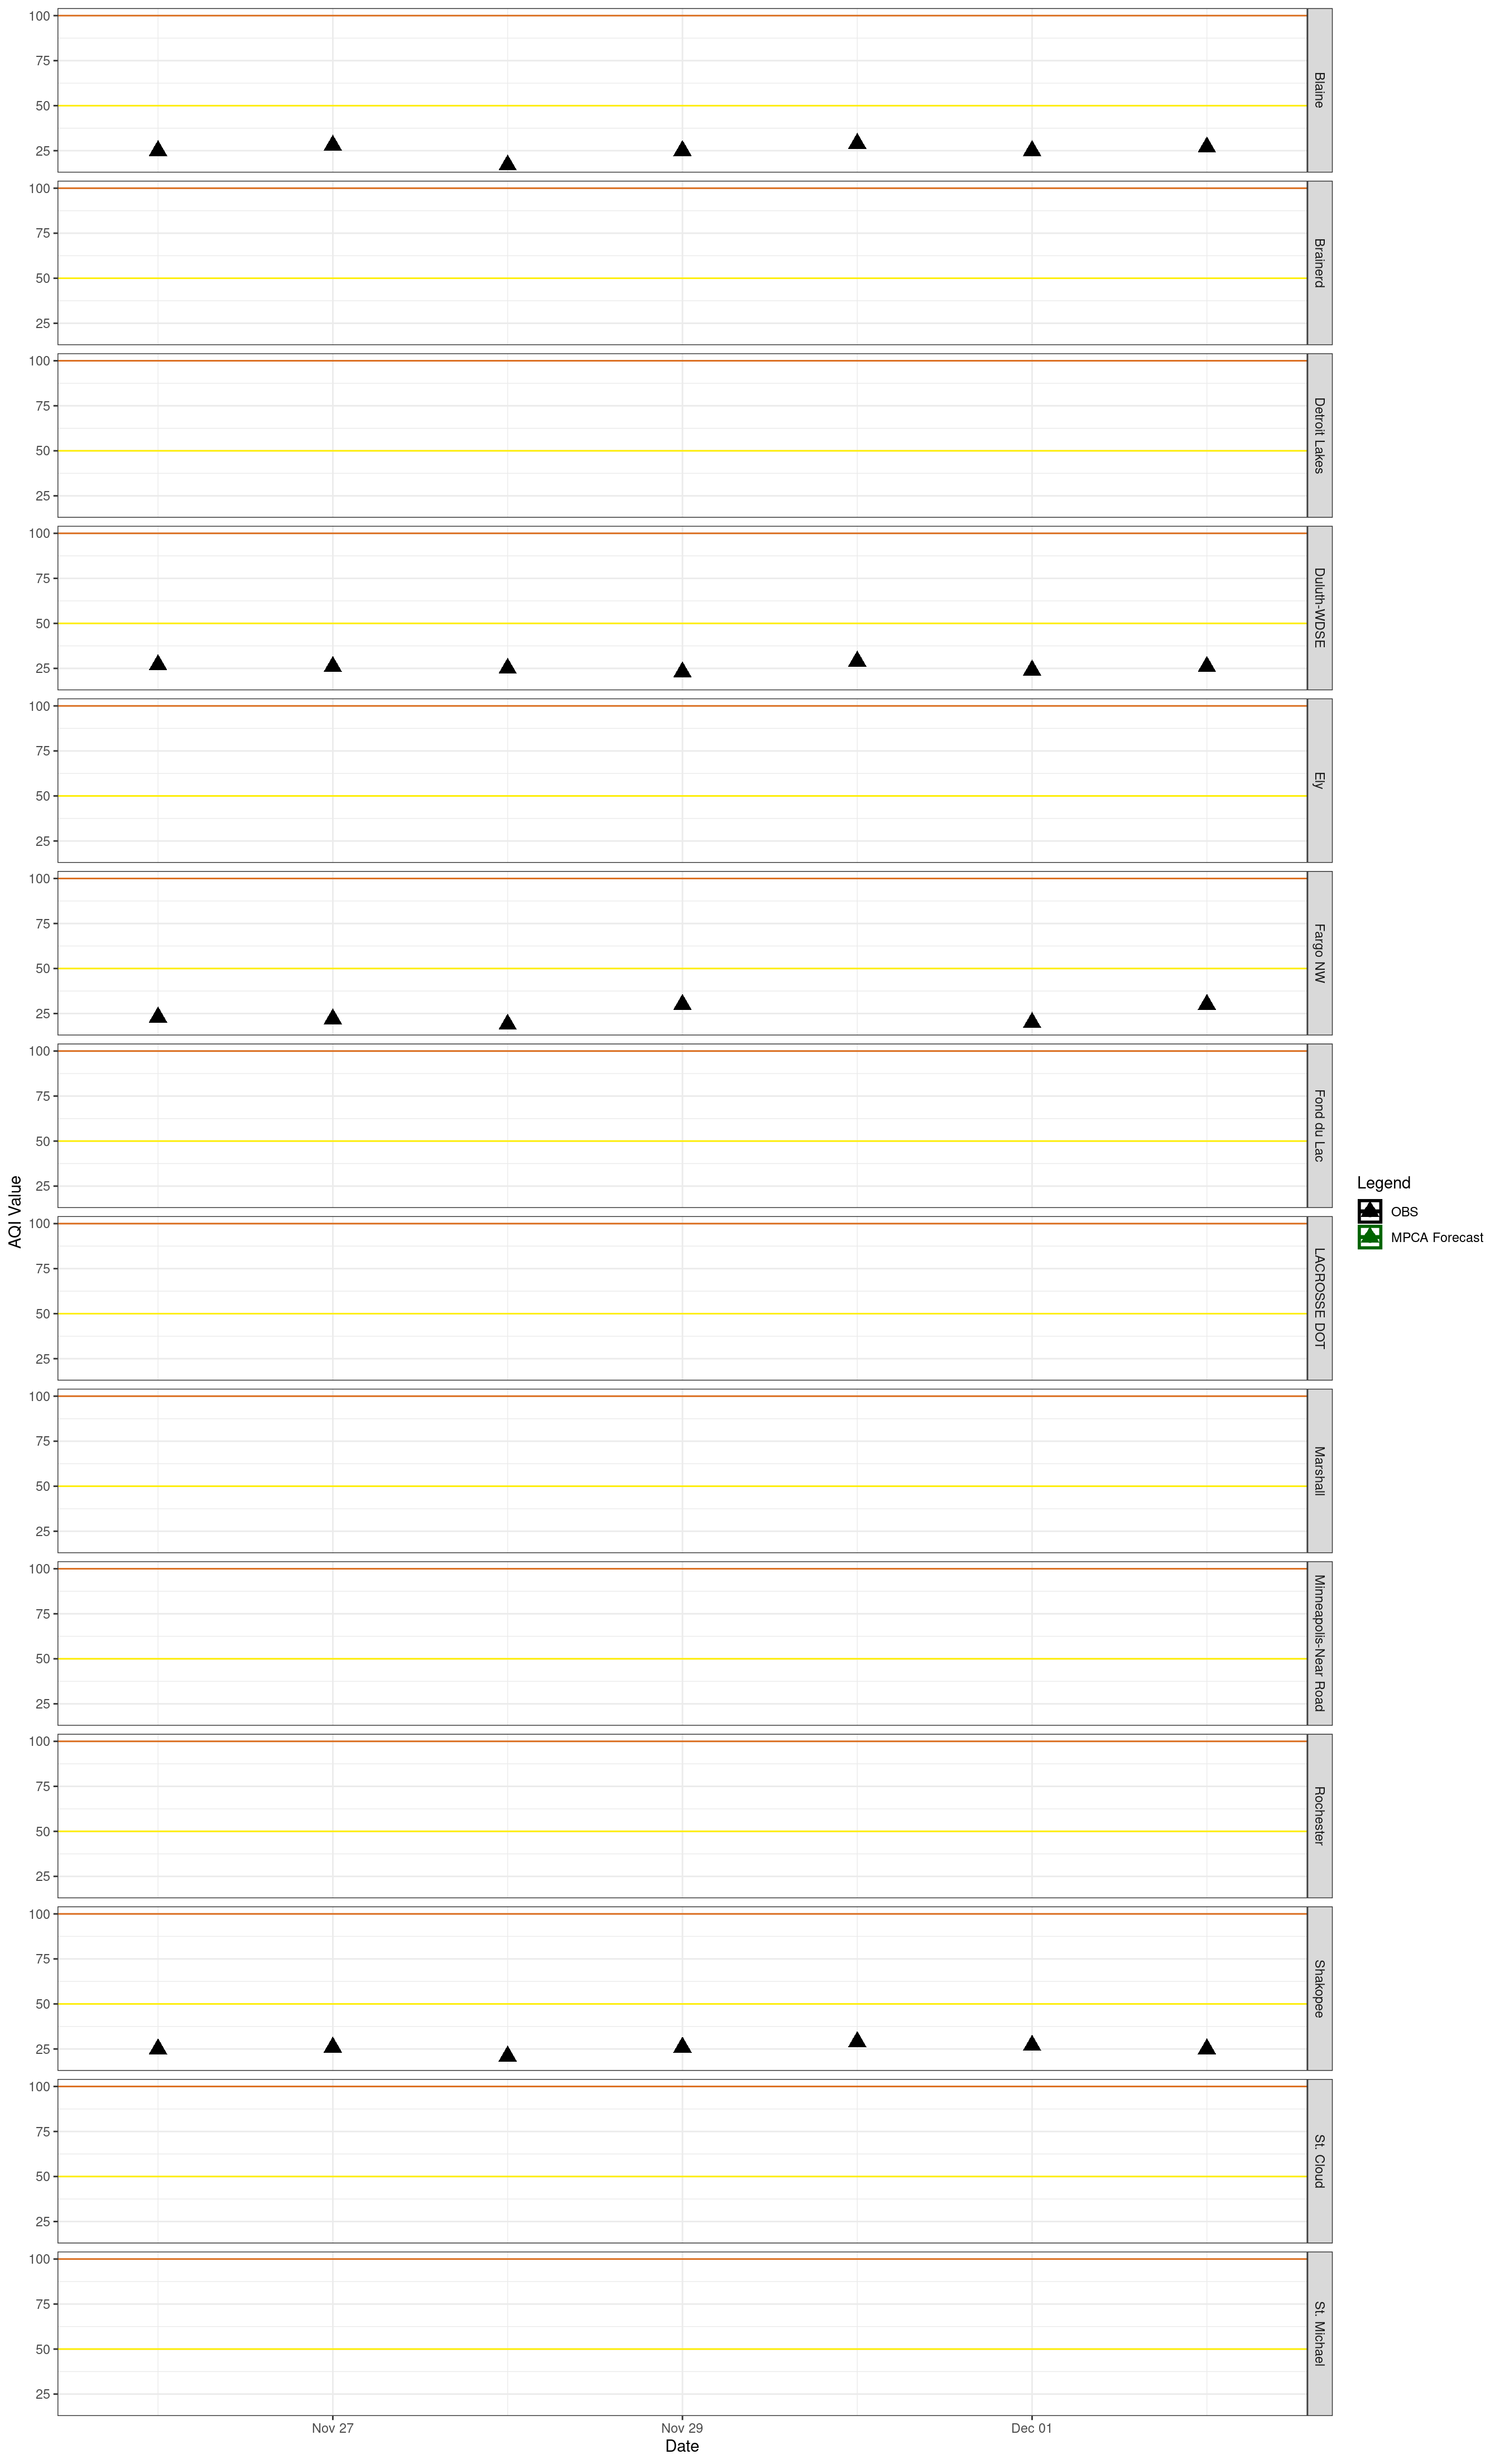 100
75
50
25
Blaine
100
75
50
25
Brainerd
100
75
50
25
Detroit Lakes
100
75
50
25
Duluth-WDSE
100
75
50
25
Ely
100
75
50
25
Fargo NW
100
75
50
25
Fond du Lac
100
75
50
25
LACROSSE DOT
100
75
50
25
Marshall
100
75
50
25
Minneapolis-Near Road
100
75
50
25
Rochester
100
75
50
25
Shakopee
100
75
50
25
St. Cloud
100
75
50
25
St. Michael
AQI Value
Nov 27
Nov 29
Dec 01
Date
Legend
OBS
MPCA Forecast